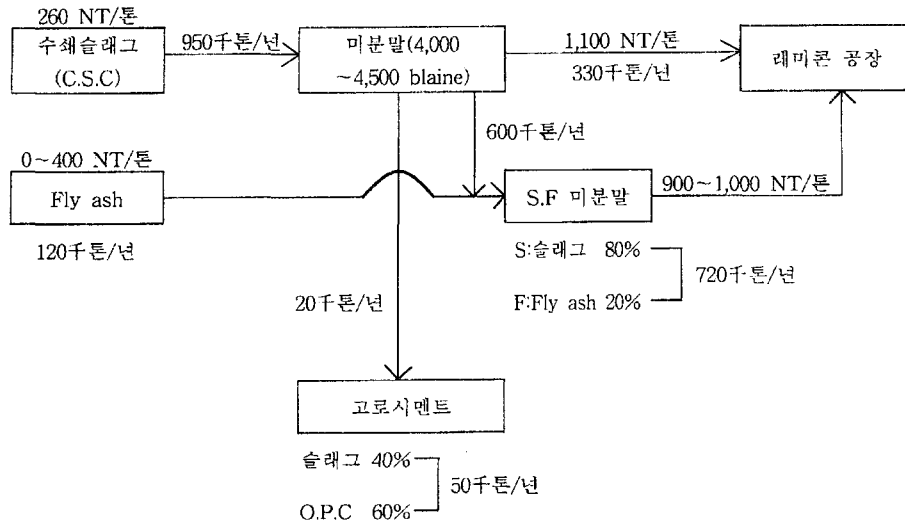 260 NT/톤
수쇄슬래그
(C.S.C)
950千톤/년
미분말(4,000
~4,500 blaine)
1,100 NT/톤
330千톤/년
래미콘 공장
600千톤/년
0~400 NT/톤
Fly ash
120千톤/년
S.F 미분말
900~1,000 NT/톤
S:슬래그 80%
F:Fly ash 20%
720千톤/년
20千톤/년
고로시멘트
슬래그 40%
O.P.C 60%
50千톤/년